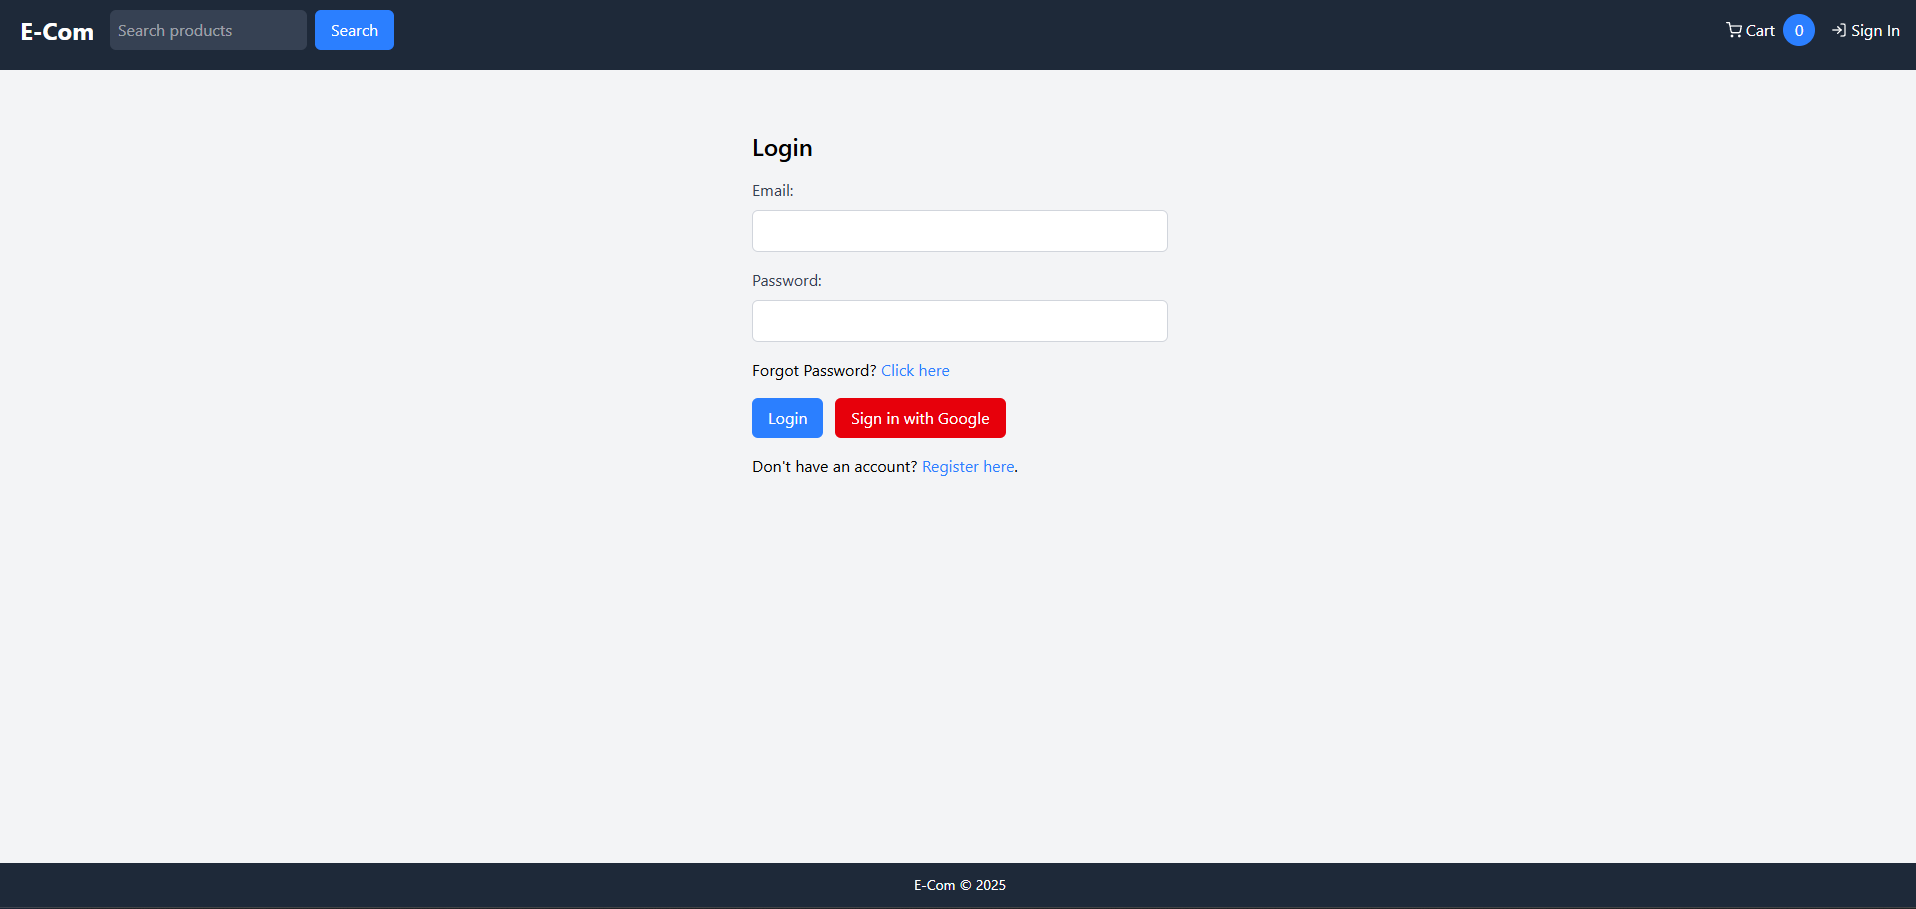 E-Com Search products Search Cart 0 Sign In
Login
Email:
Password:
Forgot Password? Click here
Login Sign in with Google
Don't have an account? Register here.
E-Com © 2025